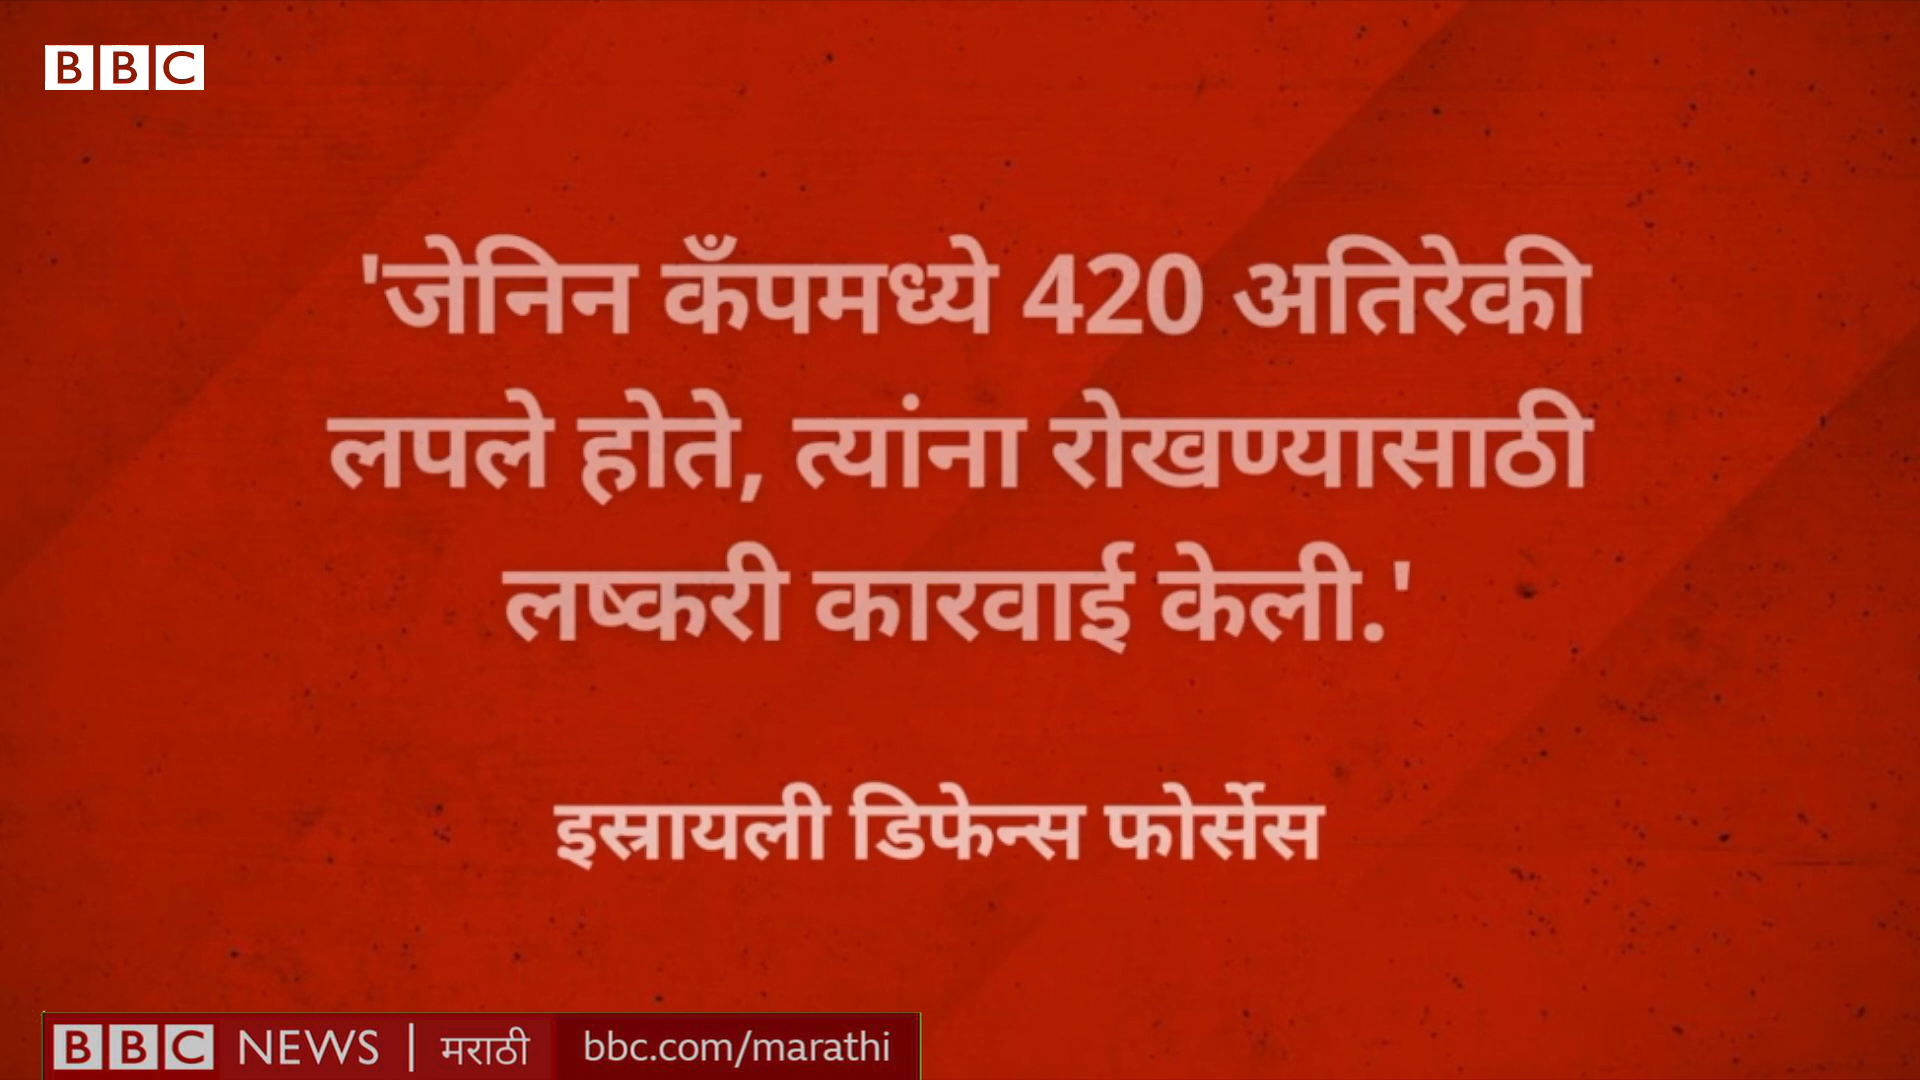 BBC
'जेनिन कॅंपमध्ये 420 अतिरेकी
लपले होते, त्यांना रोखण्यासाठी
लष्करी कारवाई केली.'
इस्रायली डिफेन्स फोर्सेस
BBC NEWS | मराठी bbc.com/marathi